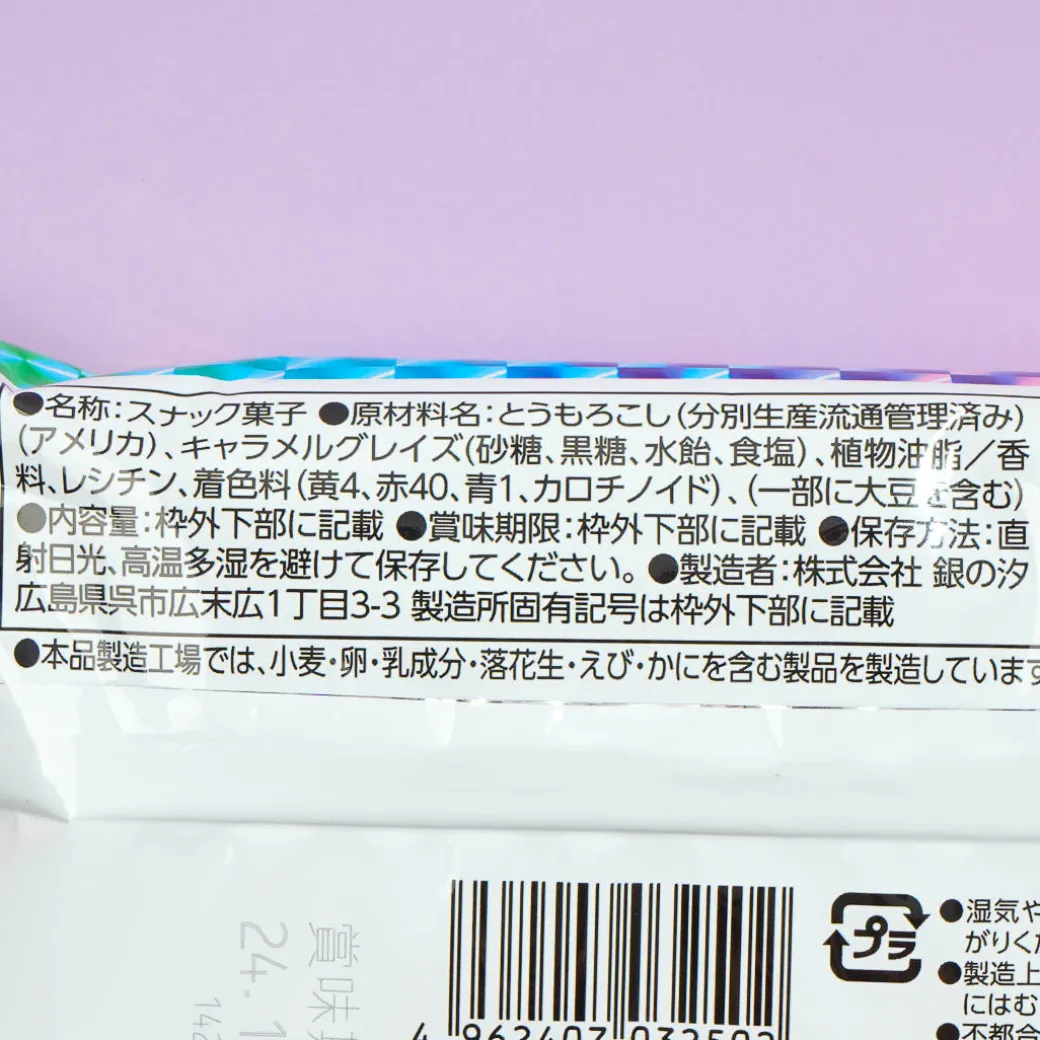 ●名称：スナック菓子 ●原材料名：とうもろこし（分別生産流通管理済み）
（アメリカ）、キャラメルグレイズ（砂糖、黒糖、水飴、食塩）、植物油脂／香
料、レシチン、着色料（黄4、赤40、青1、カロチノイド）、（一部に大豆を含む）
●内容量：枠外下部に記載 ●賞味期限：枠外下部に記載 ●保存方法：直
射日光、高温多湿を避けて保存してください。●製造者：株式会社 銀の汐
広島県呉市広末広1丁目3-3 製造所固有記号は枠外下部に記載
●本品製造工場では、小麦・卵・乳成分・落花生・えび・かにを含む製品を製造しています
賞味
24.
142
4 962407 032502
プラ
●湿気や
がりくだ
●製造上
にはむ
●不都合